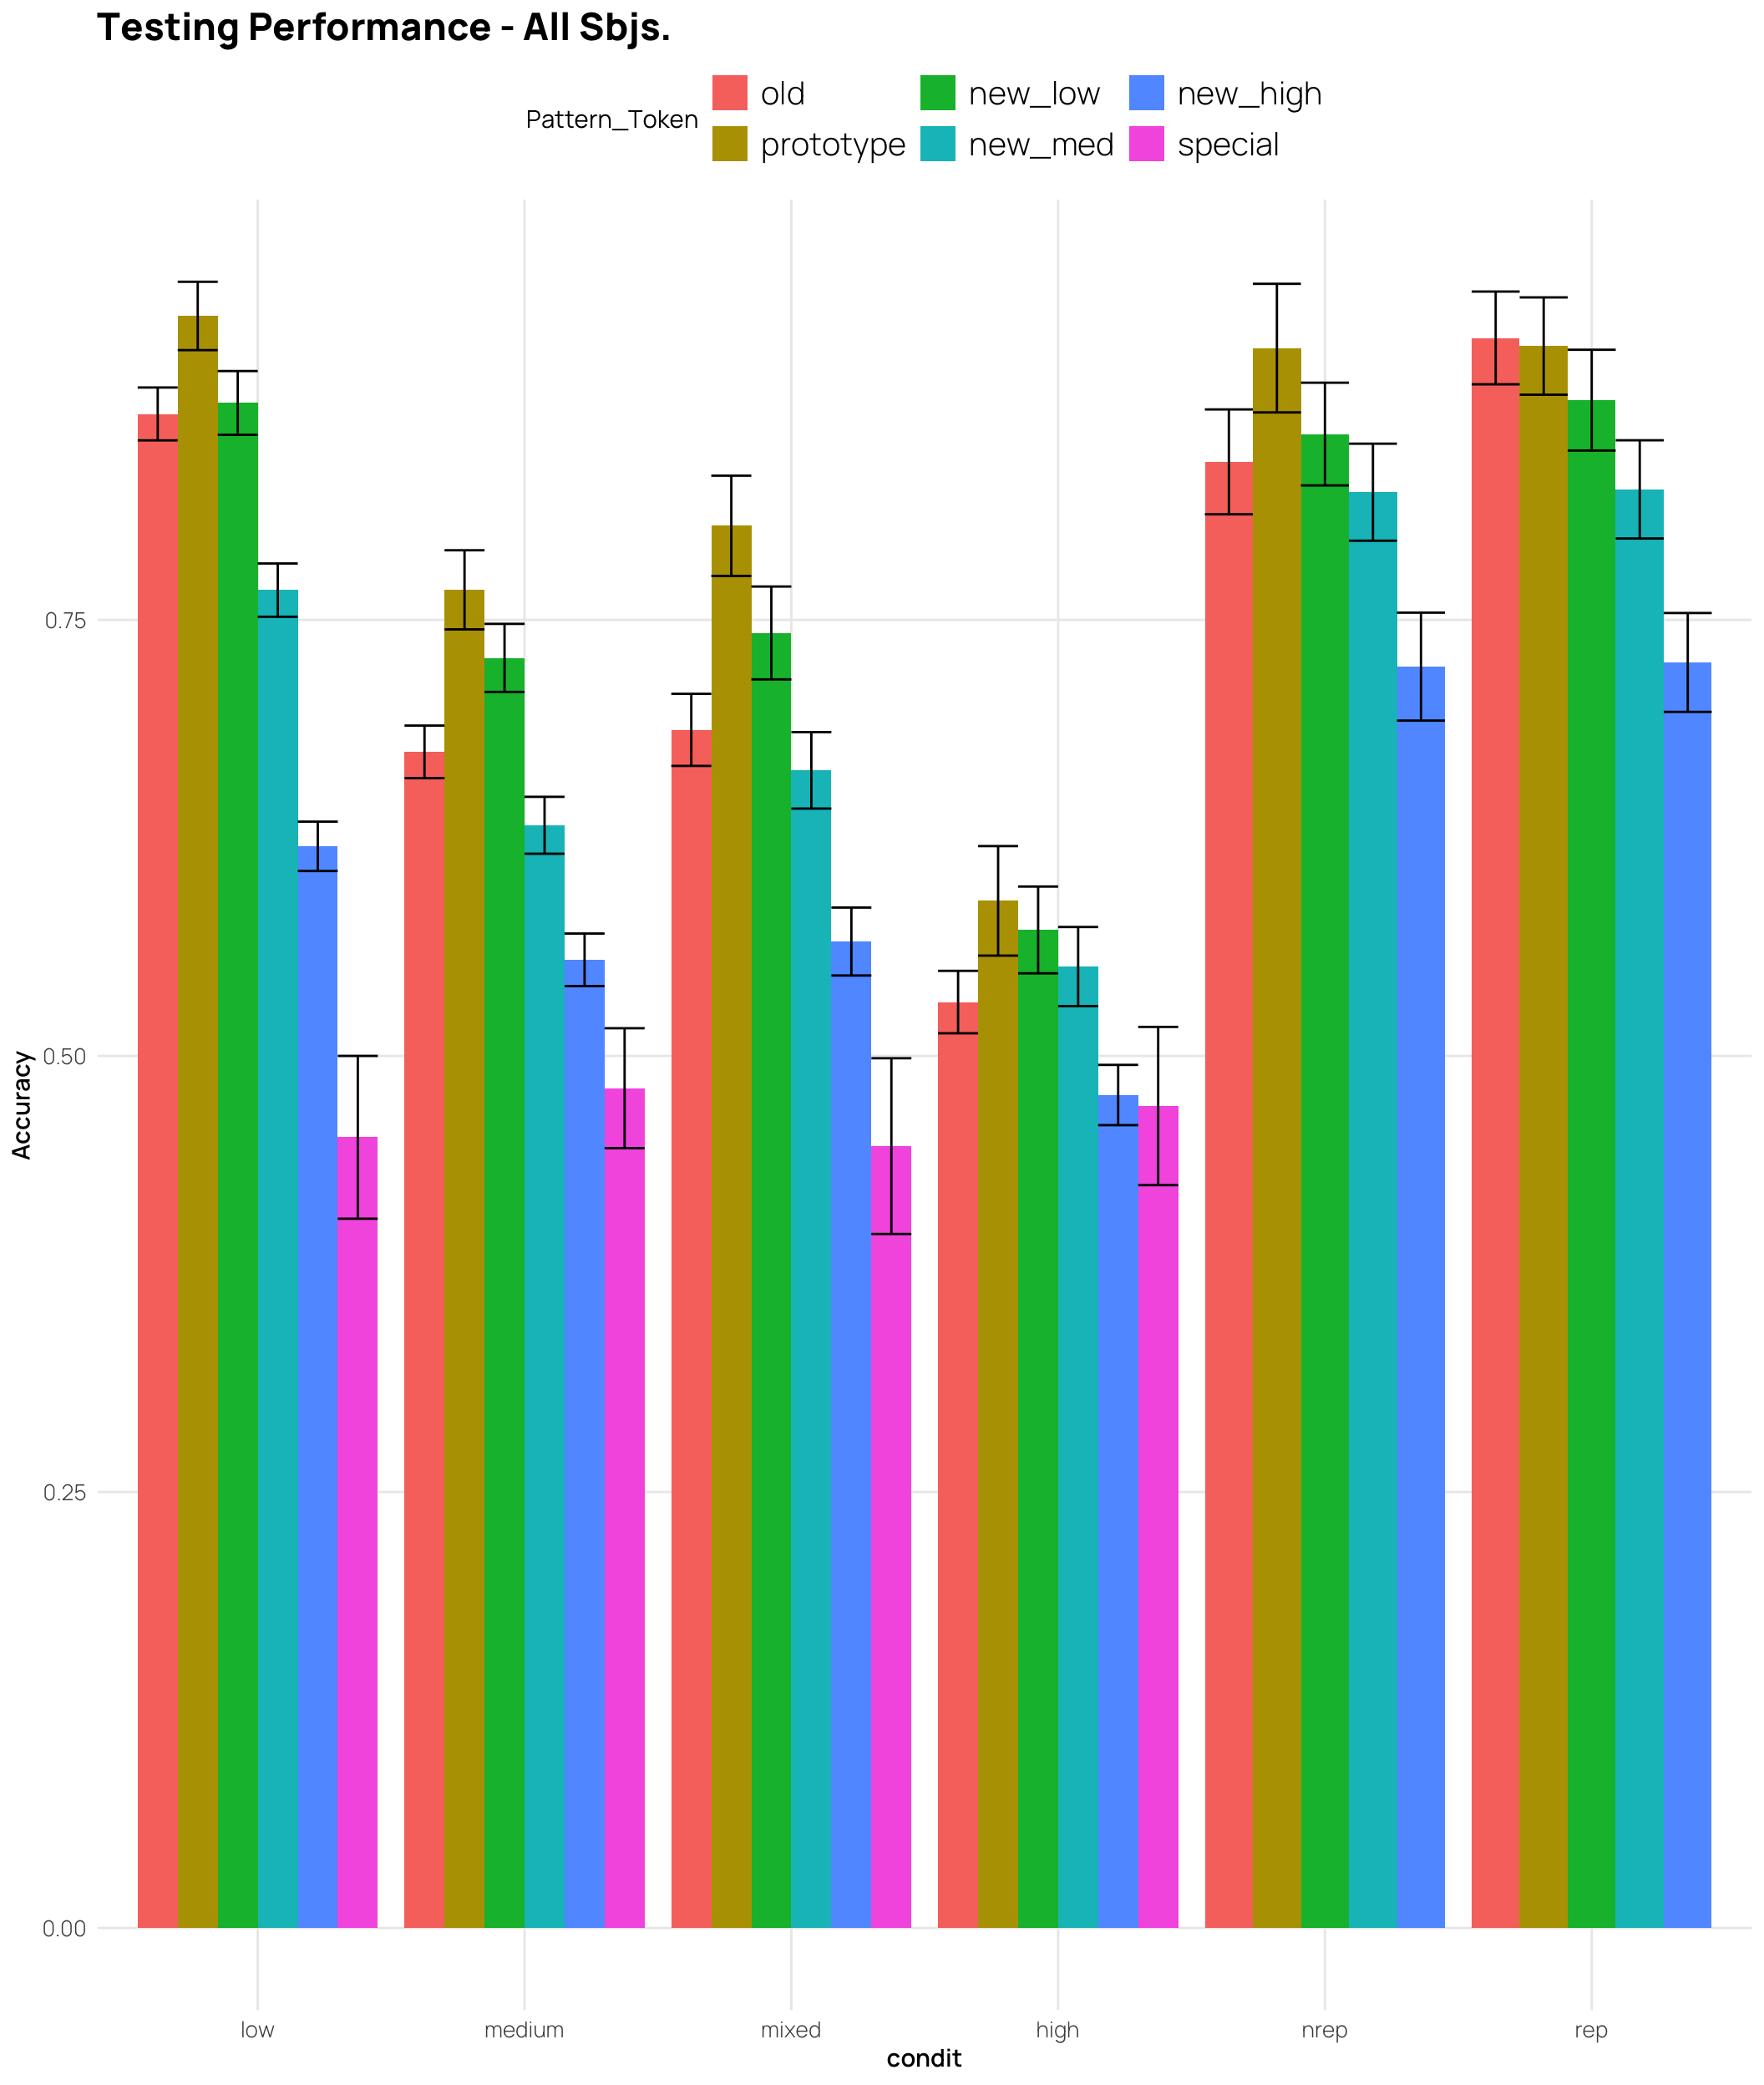 Testing Performance - All Sbjs.
Pattern_Token
old
new_low
new_high
prototype
new_med
special
Accuracy
0.75
0.50
0.25
0.00
low
medium
mixed
high
nrep
rep
condit